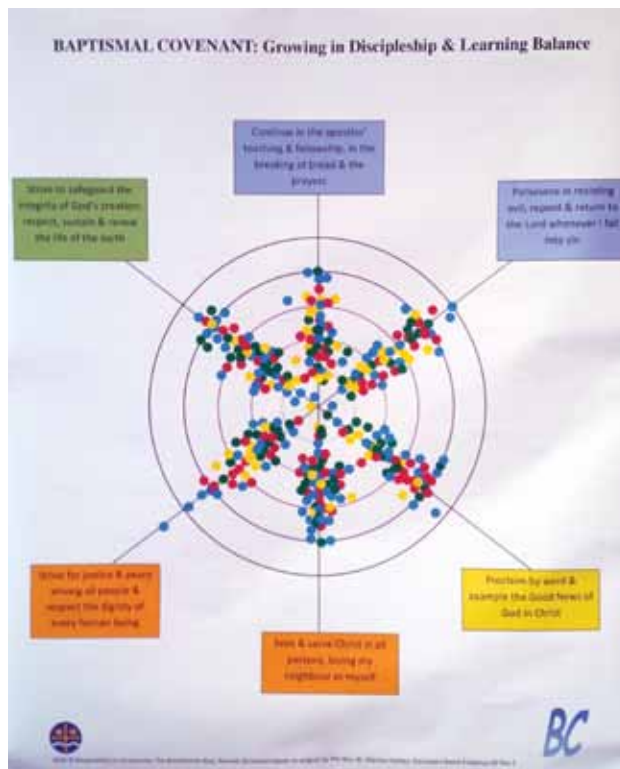 BAPTISMAL COVENANT: Growing in Discipleship & Learning Balance
Continue in the apostles'
teaching & fellowship, in the
breaking of bread & the
prayers
Strive to safeguard the
integrity of God's creation,
respect, sustain & renew
the life of the earth
Persevere in resisting
evil, repent & return to
the Lord whenever I fall
into sin
Strive for justice & peace
among all people &
respect the dignity of
every human being
Proclaim by word &
example the Good News of
God in Christ
Seek & serve Christ in all
persons, loving my
neighbour as myself
BC